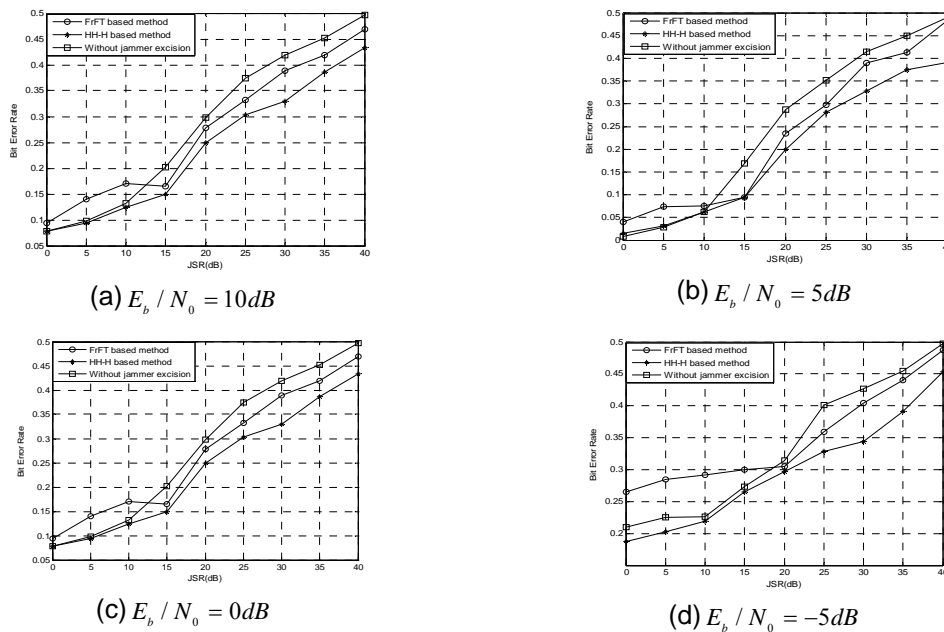 0.5
0.45
0.4
0.35
0.3
0.25
0.2
0.15
0.1
0.05
Bit Error Rate
FrFT based method
HH-H based method
Without jammer excision
0 5 10 15 20 25 30 35 40
JSR(dB)
(a) E_b / N_0 = 10dB
0.5
0.45
0.4
0.35
0.3
0.25
0.2
0.15
0.1
0.05
0
Bit Error Rate
FrFT based method
HH-H based method
Without jammer excision
0 5 10 15 20 25 30 35 40
JSR(dB)
(b) E_b / N_0 = 5dB
0.5
0.45
0.4
0.35
0.3
0.25
0.2
0.15
0.1
0.05
Bit Error Rate
FrFT based method
HH-H based method
Without jammer excision
0 5 10 15 20 25 30 35 40
JSR(dB)
(c) E_b / N_0 = 0dB
0.5
0.45
0.4
0.35
0.3
0.25
0.2
Bit Error Rate
FrFT based method
HH-H based method
Without jammer excision
0 5 10 15 20 25 30 35 40
JSR(dB)
(d) E_b / N_0 = −5dB